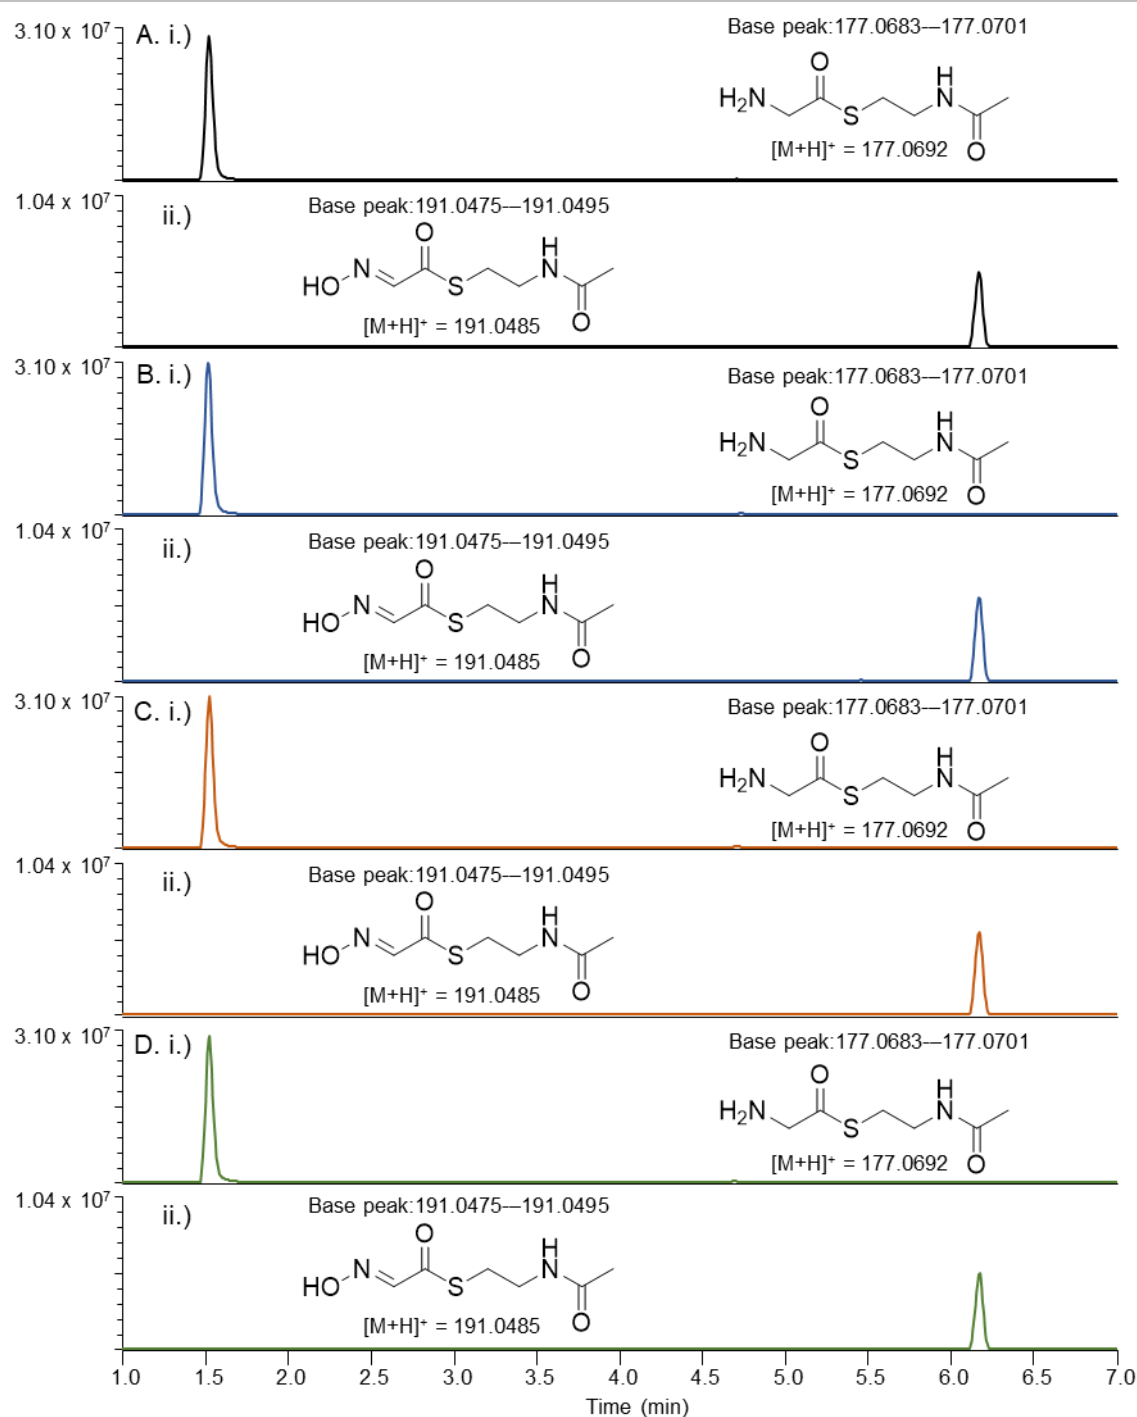 3.10 x 10⁷
A. i.)
Base peak:177.0683-–177.0701
O
H
H₂N
S
N
[M+H]⁺ = 177.0692
O
1.04 x 10⁷
ii.)
Base peak:191.0475-–191.0495
O
H
HO
N
S
N
[M+H]⁺ = 191.0485
O
3.10 x 10⁷
B. i.)
Base peak:177.0683-–177.0701
O
H
H₂N
S
N
[M+H]⁺ = 177.0692
O
1.04 x 10⁷
ii.)
Base peak:191.0475-–191.0495
O
H
HO
N
S
N
[M+H]⁺ = 191.0485
O
3.10 x 10⁷
C. i.)
Base peak:177.0683-–177.0701
O
H
H₂N
S
N
[M+H]⁺ = 177.0692
O
1.04 x 10⁷
ii.)
Base peak:191.0475-–191.0495
O
H
HO
N
S
N
[M+H]⁺ = 191.0485
O
3.10 x 10⁷
D. i.)
Base peak:177.0683-–177.0701
O
H
H₂N
S
N
[M+H]⁺ = 177.0692
O
1.04 x 10⁷
ii.)
Base peak:191.0475-–191.0495
O
H
HO
N
S
N
[M+H]⁺ = 191.0485
O
1.0 1.5 2.0 2.5 3.0 3.5 4.0 4.5 5.0 5.5 6.0 6.5 7.0
Time (min)